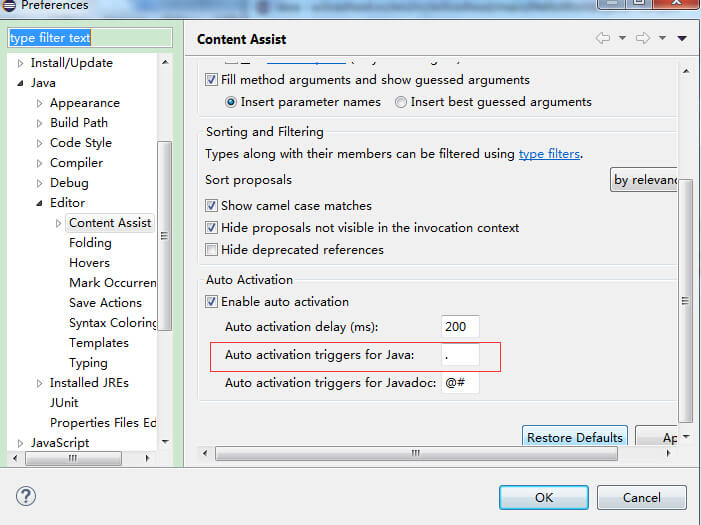 Preferences
type filter text
Content Assist
Install/Update
Java
Appearance
Build Path
Code Style
Compiler
Debug
Editor
Content Assist
Folding
Hovers
Mark Occurren
Save Actions
Syntax Coloring
Templates
Typing
Installed JREs
JUnit
Properties Files Ed
JavaScript
Fill method arguments and show guessed arguments
Insert parameter names Insert best guessed arguments
Sorting and Filtering
Types along with their members can be filtered using type filters.
Sort proposals by relevanc
Show camel case matches
Hide proposals not visible in the invocation context
Hide deprecated references
Auto Activation
Enable auto activation
Auto activation delay (ms): 200
Auto activation triggers for Java: .
Auto activation triggers for Javadoc: @#
Restore Defaults Ap
OK Cancel